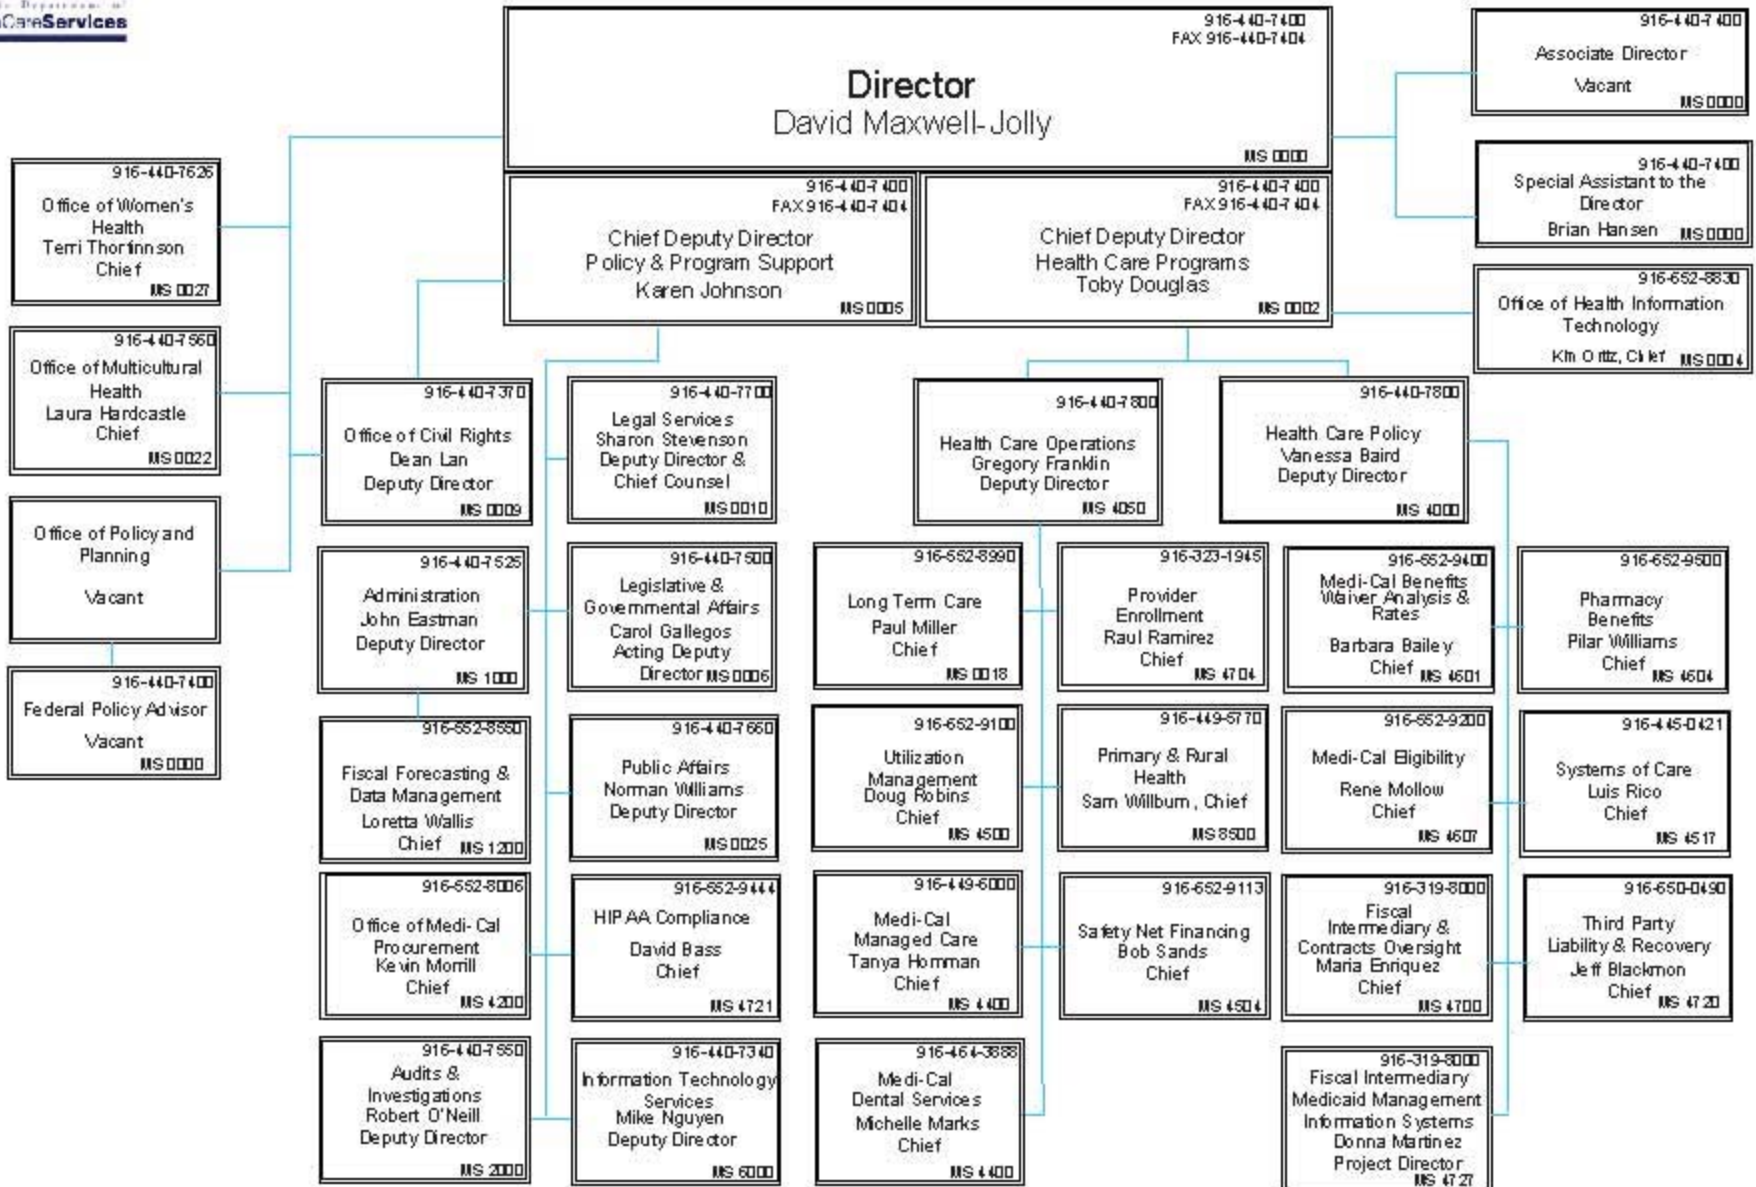 CareServices
916-440-7400
FAX 916-440-7404
Director
David Maxwell-Jolly
MS 0000
916-440-7400
Associate Director
Vacant
MS 0000
916-440-7400
Special Assistant to the
Director
Brian Hansen MS 0000
916-440-7626
Office of Women's
Health
Terri Thorfinnson
Chief
MS 0027
916-440-7400
FAX 916-440-7404
Chief Deputy Director
Policy & Program Support
Karen Johnson
MS 0005
916-440-7400
FAX 916-440-7404
Chief Deputy Director
Health Care Programs
Toby Douglas
MS 0002
916-552-8830
Office of Health Information
Technology
Kim Ortiz, Chief MS 0004
916-440-7560
Office of Multicultural
Health
Laura Hardcastle
Chief
MS 0022
916-440-7370
Office of Civil Rights
Dean Lan
Deputy Director
MS 0009
916-440-7700
Legal Services
Sharon Stevenson
Deputy Director &
Chief Counsel
MS 0010
916-440-7800
Health Care Operations
Gregory Franklin
Deputy Director
MS 4050
916-440-7800
Health Care Policy
Vanessa Baird
Deputy Director
MS 4000
Office of Policy and
Planning
Vacant
916-440-7525
Administration
John Eastman
Deputy Director
MS 1000
916-440-7500
Legislative &
Governmental Affairs
Carol Gallegos
Acting Deputy
Director MS 0006
916-552-8990
Long Term Care
Paul Miller
Chief
MS 0018
916-323-1945
Provider
Enrollment
Raul Ramirez
Chief
MS 4704
916-552-9400
Medi-Cal Benefits
Waiver Analysis &
Rates
Barbara Bailey
Chief MS 4601
916-552-9500
Pharmacy
Benefits
Pilar Williams
Chief
MS 4604
916-440-7400
Federal Policy Advisor
Vacant
MS 0000
916-552-8550
Fiscal Forecasting &
Data Management
Loretta Wallis
Chief MS 1200
916-440-7660
Public Affairs
Norman Williams
Deputy Director
MS 0025
916-552-9100
Utilization
Management
Doug Robins
Chief
MS 4500
916-449-5770
Primary & Rural
Health
Sam Willburn, Chief
MS 8500
916-552-9200
Medi-Cal Eligibility
Rene Mollow
Chief
MS 4607
916-445-0421
Systems of Care
Luis Rico
Chief
MS 4517
916-552-8006
Office of Medi-Cal
Procurement
Kevin Morrill
Chief
MS 4200
916-552-9444
HIPAA Compliance
David Bass
Chief
MS 4721
916-449-5000
Medi-Cal
Managed Care
Tanya Homman
Chief
MS 4400
916-552-9113
Safety Net Financing
Bob Sands
Chief
MS 4504
916-319-8000
Fiscal
Intermediary &
Contracts Oversight
Maria Enriquez
Chief
MS 4700
916-650-0490
Third Party
Liability & Recovery
Jeff Blackmon
Chief MS 4720
916-440-7550
Audits &
Investigations
Robert O'Neill
Deputy Director
MS 2000
916-440-7340
Information Technology
Services
Mike Nguyen
Deputy Director
MS 6000
916-464-3888
Medi-Cal
Dental Services
Michelle Marks
Chief
MS 4400
916-319-8000
Fiscal Intermediary
Medicaid Management
Information Systems
Donna Martinez
Project Director
MS 4727